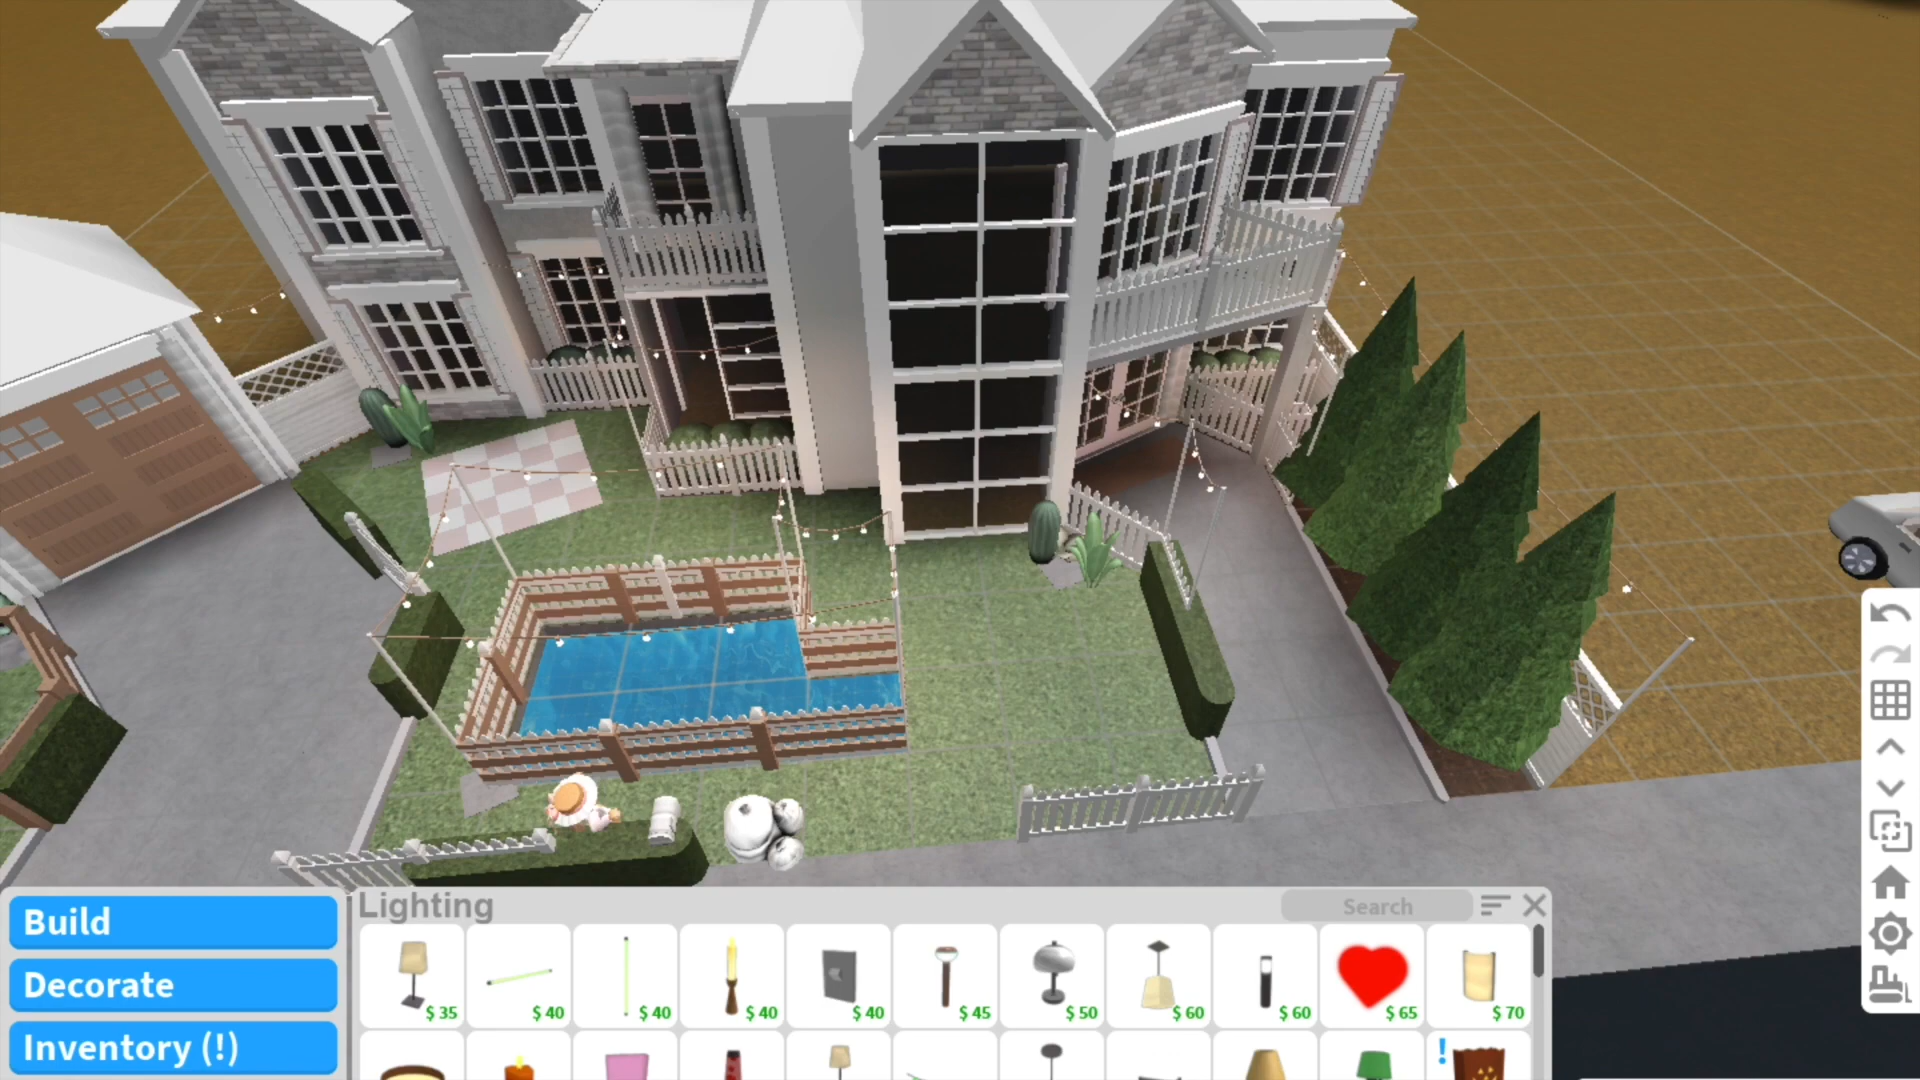 Build
Decorate
Inventory (!)
Lighting
Search
$ 35
$ 40
$ 40
$ 40
$ 40
$ 45
$ 50
$ 60
$ 60
$ 65
$ 70
!